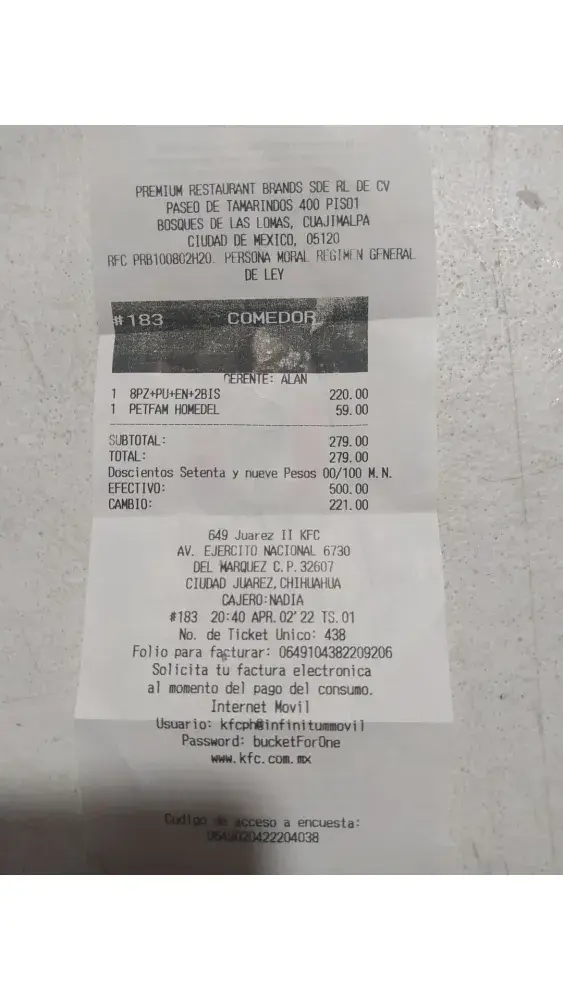 PREMIUM RESTAURANT BRANDS SDE RL DE CV
PASEO DE TAMARINDOS 400 PISO1
BOSQUES DE LAS LOMAS, CUAJIMALPA
CIUDAD DE MEXICO, 05120
RFC PRB100802H20. PERSONA MORAL REGIMEN GENERAL
DE LEY
#183 COMEDOR
GERENTE: ALAN
1 8PZ+PU+EN+2BIS 220.00
1 PETFAM HOMEDEL 59.00
SUBTOTAL: 279.00
TOTAL: 279.00
Doscientos Setenta y nueve Pesos 00/100 M.N.
EFECTIVO: 500.00
CAMBIO: 221.00
649 Juarez II KFC
AV. EJERCITO NACIONAL 6730
DEL MARQUEZ C.P.32607
CIUDAD JUAREZ,CHIHUAHUA
CAJERO:NADIA
#183 20:40 APR.02'22 TS.01
No. de Ticket Unico: 438
Folio para facturar: 0649104382209206
Solicita tu factura electronica
al momento del pago del consumo.
Internet Movil
Usuario: kfcph@infinitummovil
Password: bucketForOne
www.kfc.com.mx
Codigo de acceso a encuesta: